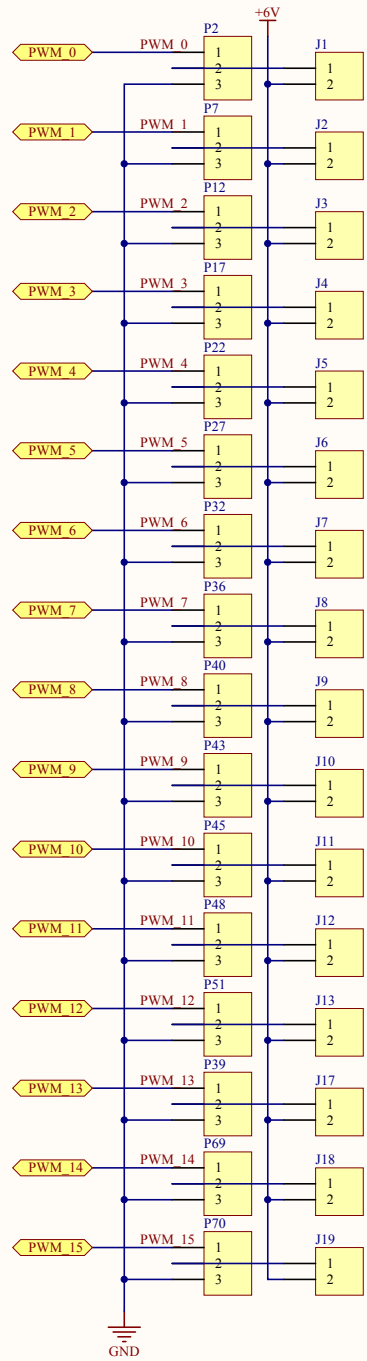 +6V
P2
J1
PWM_0
PWM_0
1
2
3
1
2
P7
J2
PWM_1
PWM_1
1
2
3
1
2
P12
J3
PWM_2
PWM_2
1
2
3
1
2
P17
J4
PWM_3
PWM_3
1
2
3
1
2
P22
J5
PWM_4
PWM_4
1
2
3
1
2
P27
J6
PWM_5
PWM_5
1
2
3
1
2
P32
J7
PWM_6
PWM_6
1
2
3
1
2
P36
J8
PWM_7
PWM_7
1
2
3
1
2
P40
J9
PWM_8
PWM_8
1
2
3
1
2
P43
J10
PWM_9
PWM_9
1
2
3
1
2
P45
J11
PWM_10
PWM_10
1
2
3
1
2
P48
J12
PWM_11
PWM_11
1
2
3
1
2
P51
J13
PWM_12
PWM_12
1
2
3
1
2
P39
J17
PWM_13
PWM_13
1
2
3
1
2
P69
J18
PWM_14
PWM_14
1
2
3
1
2
P70
J19
PWM_15
PWM_15
1
2
3
1
2
GND